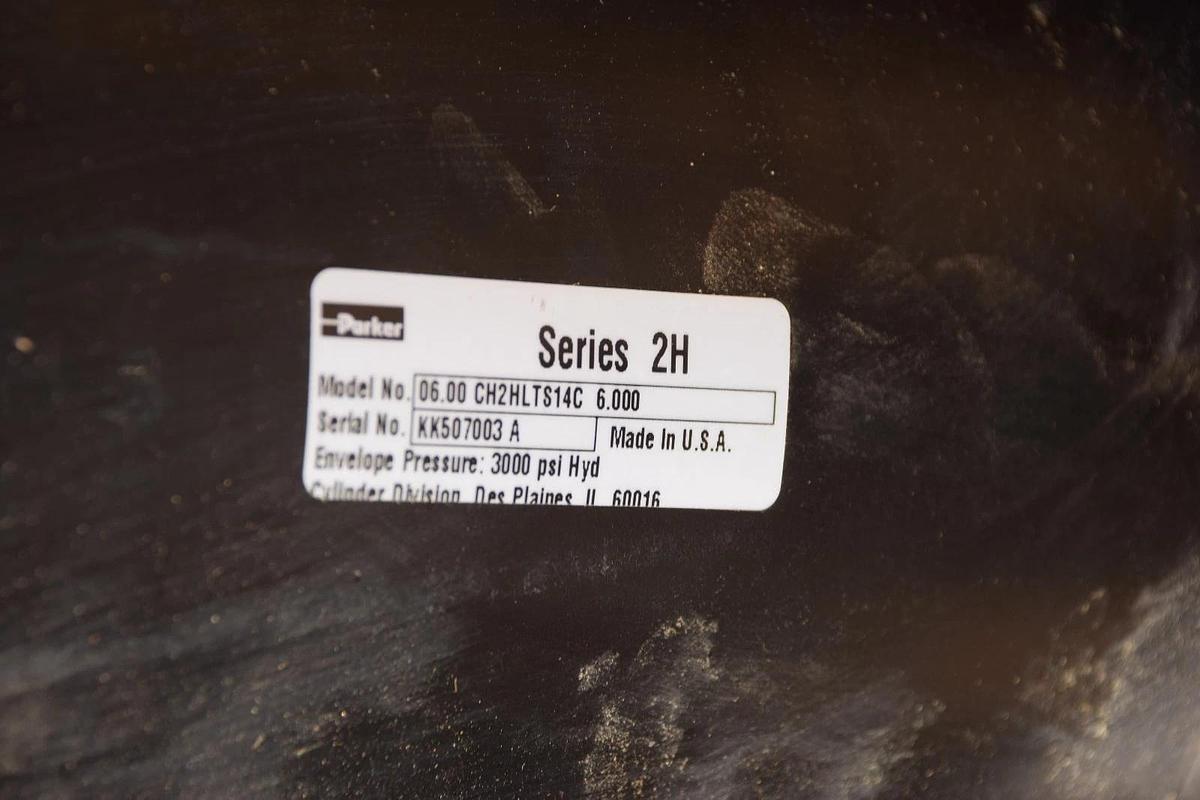 Parker
Series 2H
Model No. 06.00 CH2HLTS14C 6.000
Serial No. KK507003 A Made In U.S.A.
Envelope Pressure: 3000 psi Hyd
Cylinder Division, Des Plaines, IL 60016